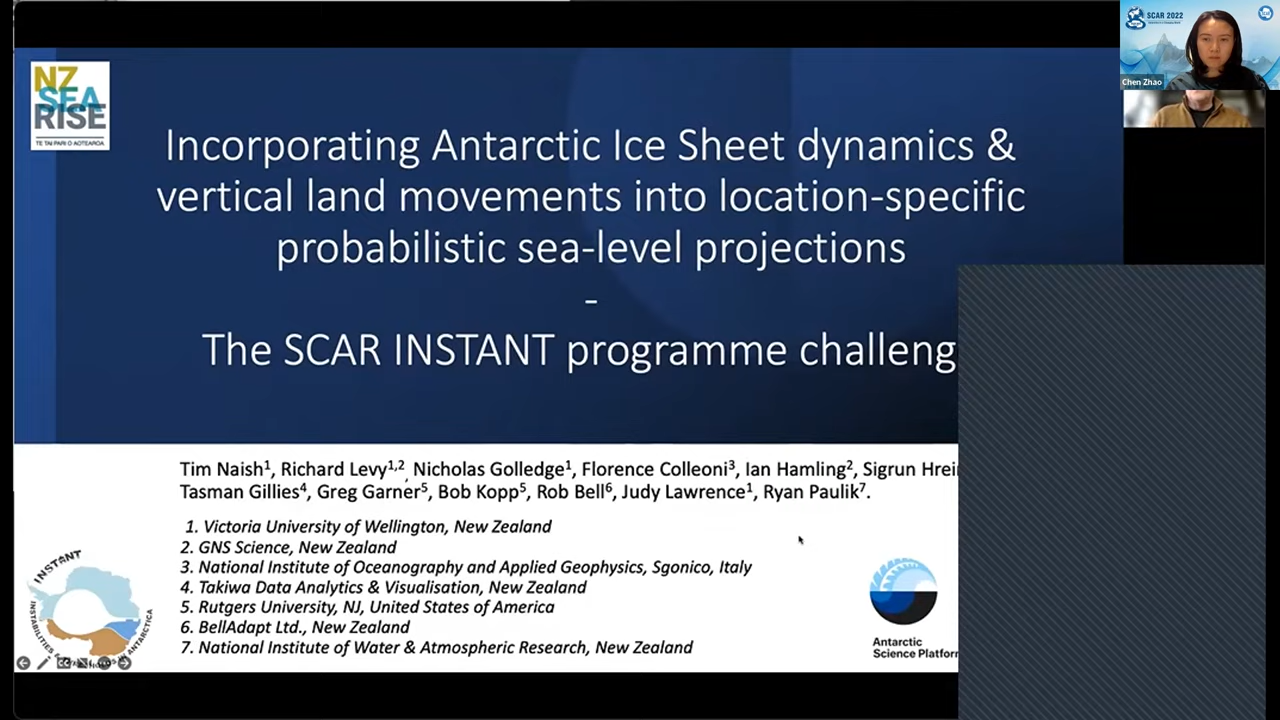 SCAR 2022
Chen Zhao
NZ
SEA
RISE
TE TAI PARI O AOTEAROA
Incorporating Antarctic Ice Sheet dynamics &
vertical land movements into location-specific
probabilistic sea-level projections
-
The SCAR INSTANT programme challeng
Tim Naish1, Richard Levy1,2, Nicholas Golledge1, Florence Colleoni3, Ian Hamling2, Sigrun Hrei
Tasman Gillies4, Greg Garner5, Bob Kopp5, Rob Bell6, Judy Lawrence1, Ryan Paulik7.
1. Victoria University of Wellington, New Zealand
2. GNS Science, New Zealand
3. National Institute of Oceanography and Applied Geophysics, Sgonico, Italy
4. Takiwa Data Analytics & Visualisation, New Zealand
5. Rutgers University, NJ, United States of America
6. BellAdapt Ltd., New Zealand
7. National Institute of Water & Atmospheric Research, New Zealand
INSTANT
INSTABILITIES & IN ANTARCTICA
Antarctic
Science Platform